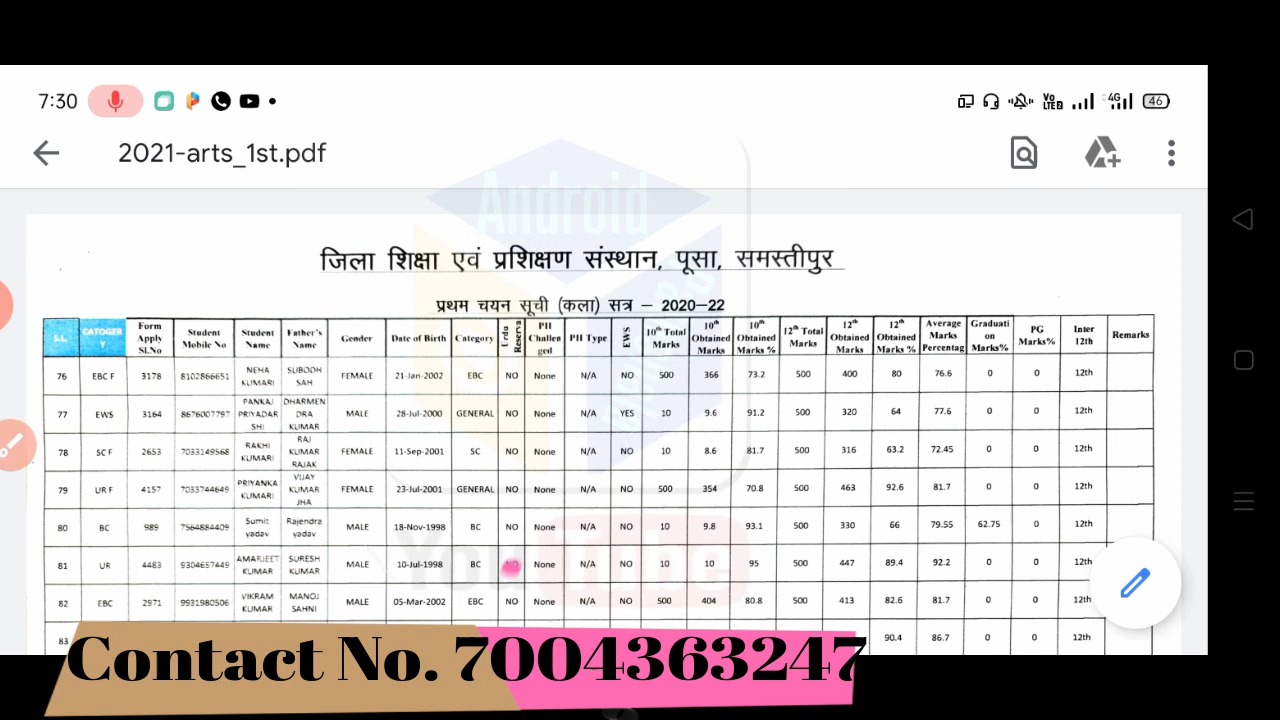 7:30 Vo LTE2 4G 46
2021-arts_1st.pdf
Android
जिला शिक्षा एवं प्रशिक्षण संस्थान, पूसा, समस्तीपुर
प्रथम चयन सूची (कला) सत्र – 2020–22
S.L. CATOGERY Form Apply Sl.No Student Mobile No Student Name Father's Name Gender Date of Birth Category Urdu Reserva PH Challenged PH Type EWS 10th Total Marks 10th Obtained Marks 10th Obtained Marks % 12th Total Marks 12th Obtained Marks 12th Obtained Marks % Average Marks Percentag Graduation Marks% PG Marks% Inter 12th Remarks
76 EBC F 3178 8102866651 NEHA KUMARI SUBODH SAH FEMALE 21-Jan-2002 EBC NO None N/A NO 500 366 73.2 500 400 80 76.6 0 0 12th
77 EWS 3164 8676007797 PANKAJ PRIYADARSHI DHARMENDRA KUMAR MALE 28-Jul-2000 GENERAL NO None N/A YES 10 9.6 91.2 500 320 64 77.6 0 0 12th
78 SC F 2653 7033149568 RAKHI KUMARI RAJ KUMAR RAJAK FEMALE 11-Sep-2001 SC NO None N/A NO 10 8.6 81.7 500 316 63.2 72.45 0 0 12th
79 UR F 4157 7033744649 PRIYANKA KUMARI VIJAY KUMAR JHA FEMALE 23-Jul-2001 GENERAL NO None N/A NO 500 354 70.8 500 463 92.6 81.7 0 0 12th
80 BC 989 7564884409 Sumit yadav Rajendra yadav MALE 18-Nov-1998 BC NO None N/A NO 10 9.8 93.1 500 330 66 79.55 62.75 0 12th
81 UR 4483 9304657449 AMARJEET KUMAR SURESH KUMAR MALE 10-Jul-1998 BC NO None N/A NO 10 10 95 500 447 89.4 92.2 0 0 12th
82 EBC 2971 9931980506 VIKRAM KUMAR MANOJ SAHNI MALE 05-Mar-2002 EBC NO None N/A NO 500 404 80.8 500 413 82.6 81.7 0 0 12th
83 90.4 86.7 0 0 12th
YouTube
Contact No. 7004363247